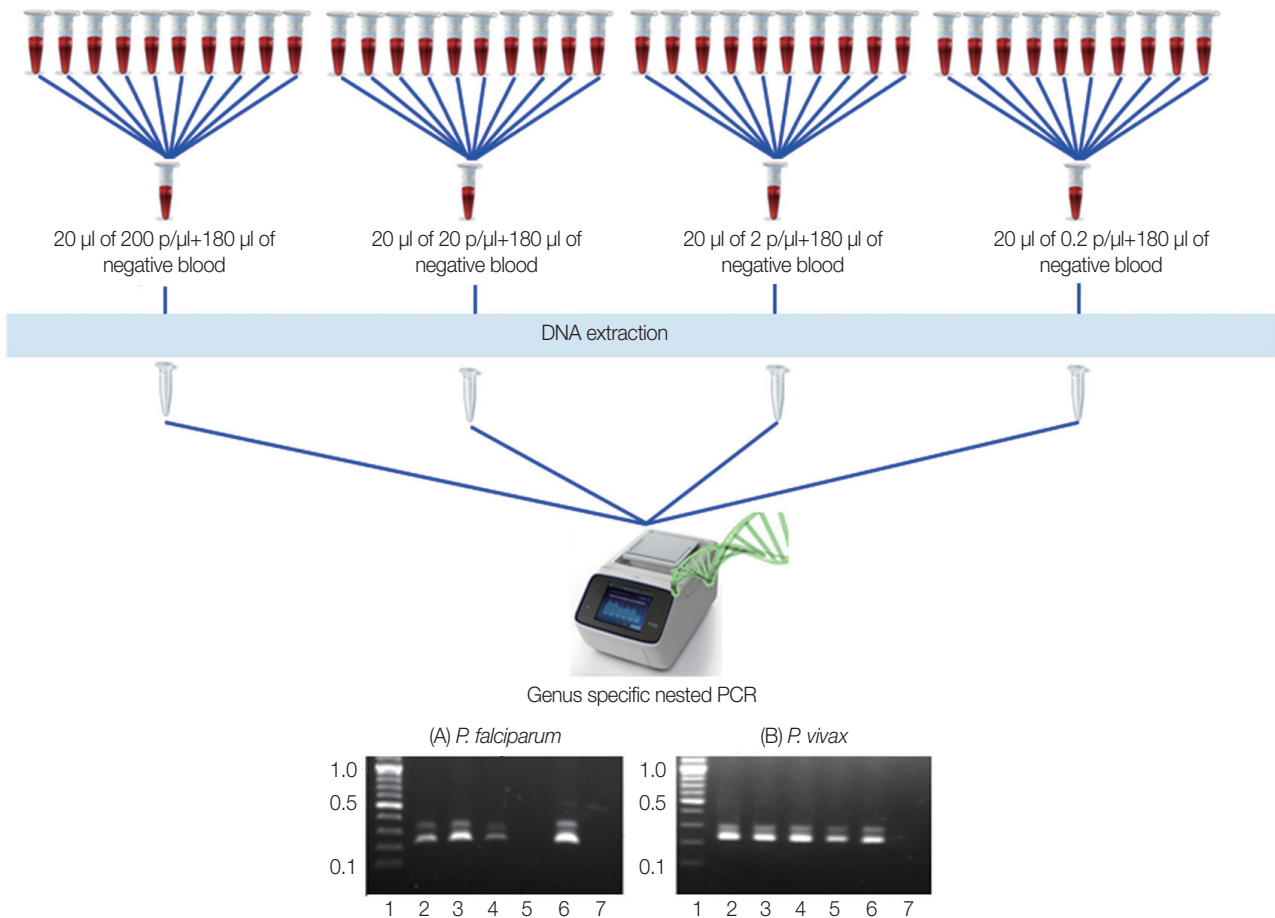 20 µl of 200 p/µl+180 µl of
negative blood
20 µl of 20 p/µl+180 µl of
negative blood
20 µl of 2 p/µl+180 µl of
negative blood
20 µl of 0.2 p/µl+180 µl of
negative blood
DNA extraction
Genus specific nested PCR
(A) P. falciparum
1.0
0.5
0.1
1 2 3 4 5 6 7
(B) P. vivax
1.0
0.5
0.1
1 2 3 4 5 6 7